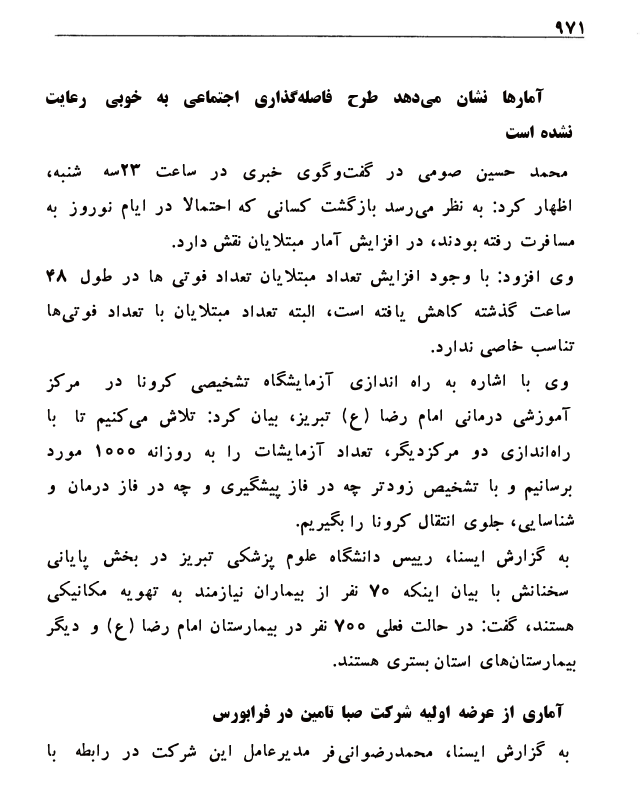 ۹۷۱
آمارها نشان می‌دهد طرح فاصله‌گذاری اجتماعی به خوبی رعایت
نشده است
محمد حسین صومی در گفت‌وگوی خبری در ساعت ۲۳سه شنبه،
اظهار کرد: به نظر می‌رسد بازگشت کسانی که احتمالا در ایام نوروز به
مسافرت رفته بودند، در افزایش آمار مبتلایان نقش دارد.
وی افزود: با وجود افزایش تعداد مبتلایان تعداد فوتی ها در طول ۴۸
ساعت گذشته کاهش یافته است، البته تعداد مبتلایان با تعداد فوتی‌ها
تناسب خاصی ندارد.
وی با اشاره به راه اندازی آزمایشگاه تشخیصی کرونا در مرکز
آموزشی درمانی امام رضا (ع) تبریز، بیان کرد: تلاش می‌کنیم تا با
راه‌اندازی دو مرکزدیگر، تعداد آزمایشات را به روزانه ۱۰۰۰ مورد
برسانیم و با تشخیص زودتر چه در فاز پیشگیری و چه در فاز درمان و
شناسایی، جلوی انتقال کرونا را بگیریم.
به گزارش ایسنا، رییس دانشگاه علوم پزشکی تبریز در بخش پایانی
سخنانش با بیان اینکه ۷۰ نفر از بیماران نیازمند به تهویه مکانیکی
هستند، گفت: در حالت فعلی ۷۰۰ نفر در بیمارستان امام رضا (ع) و دیگر
بیمارستان‌های استان بستری هستند.
آماری از عرضه اولیه شرکت صبا تامین در فرابورس
به گزارش ایسنا، محمدرضوانی‌فر مدیرعامل این شرکت در رابطه با